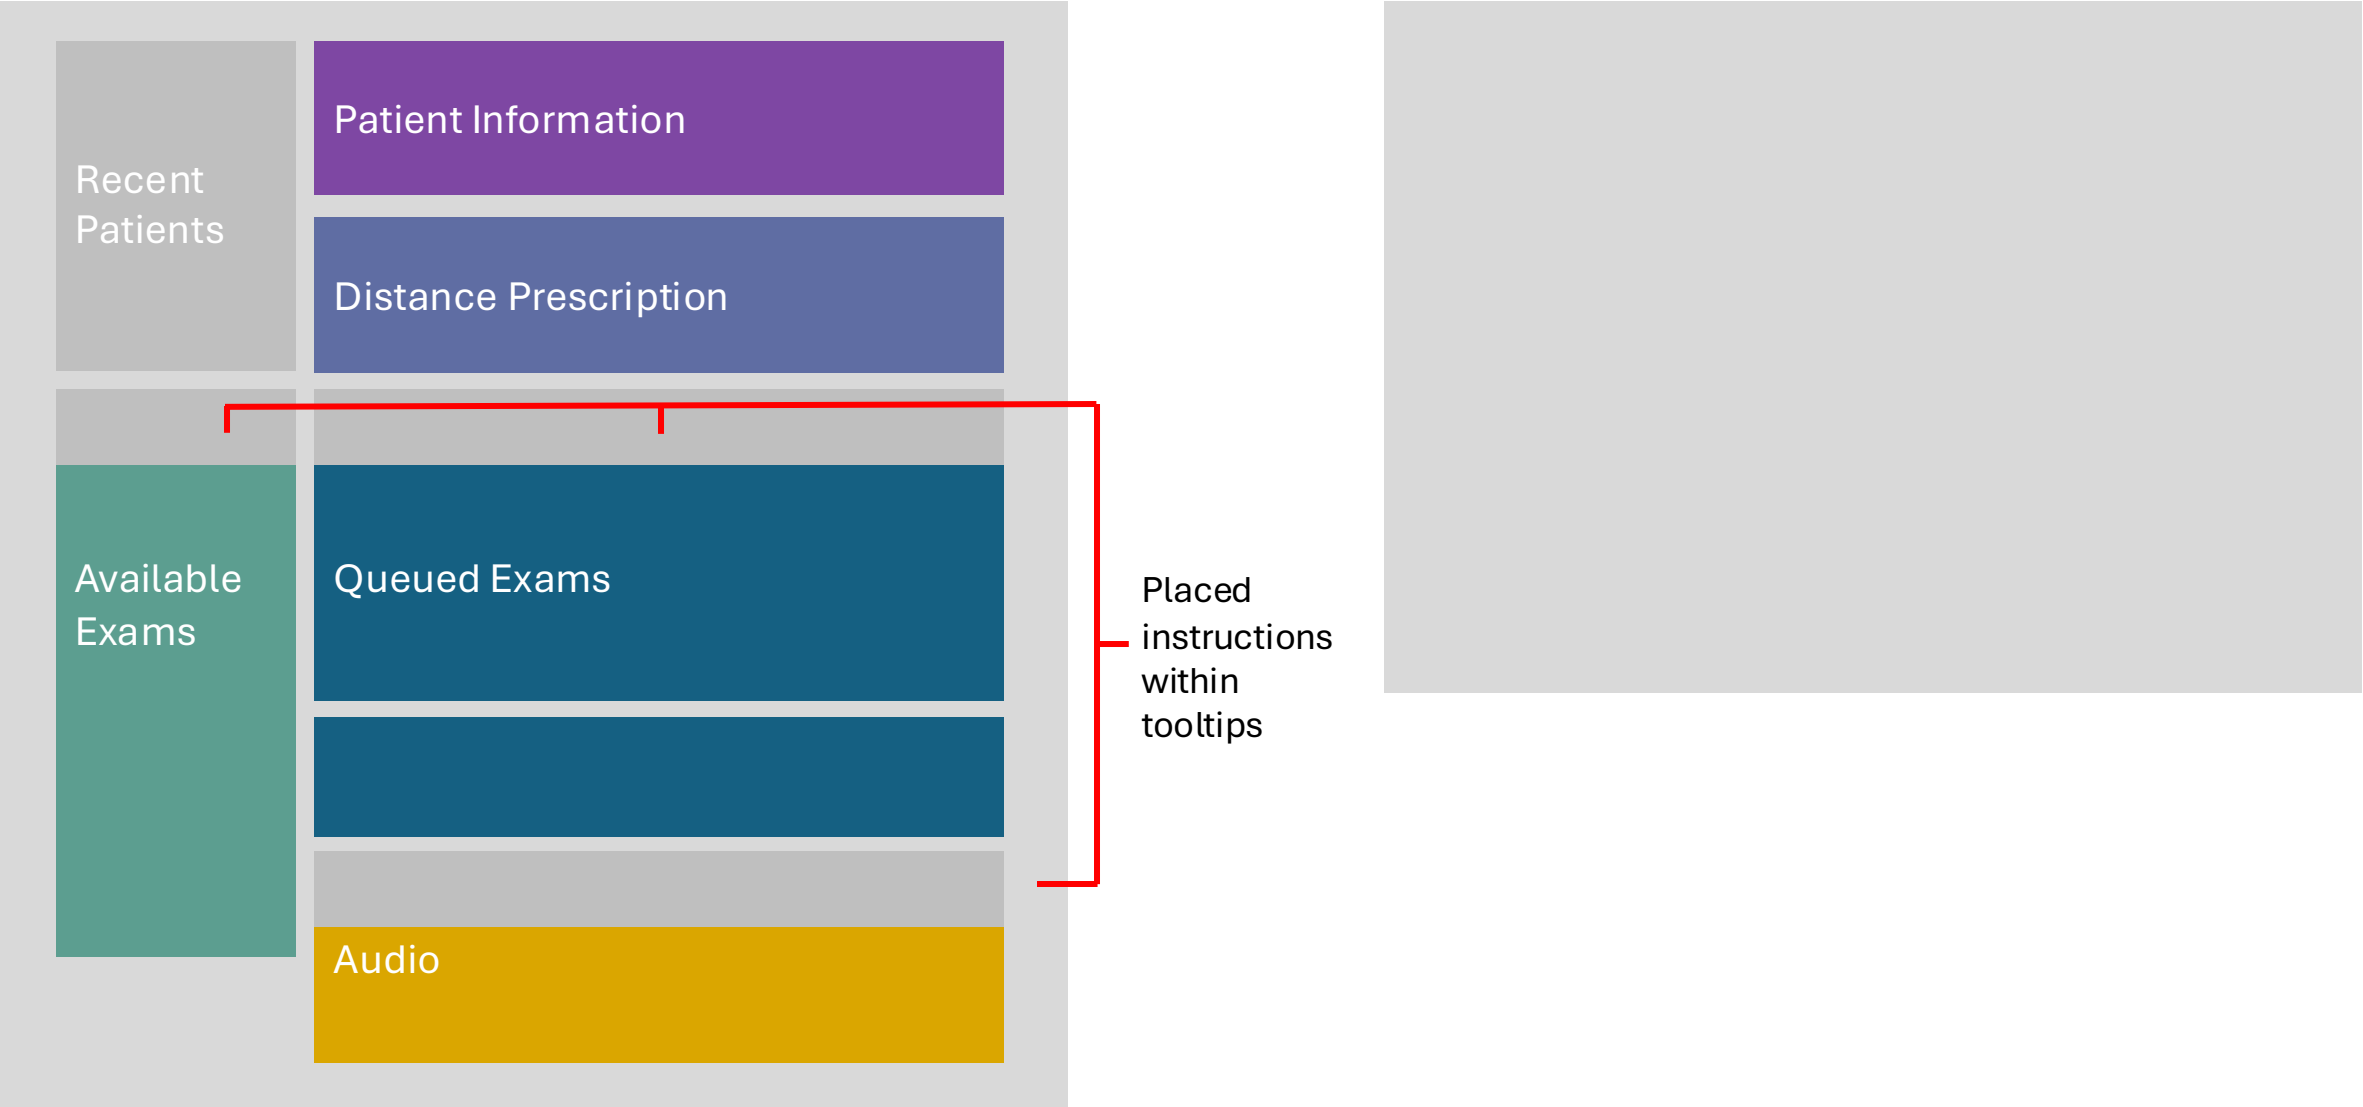 Patient Information
Recent
Patients
Distance Prescription
Available
Exams
Queued Exams
Placed
instructions
within
tooltips
Audio